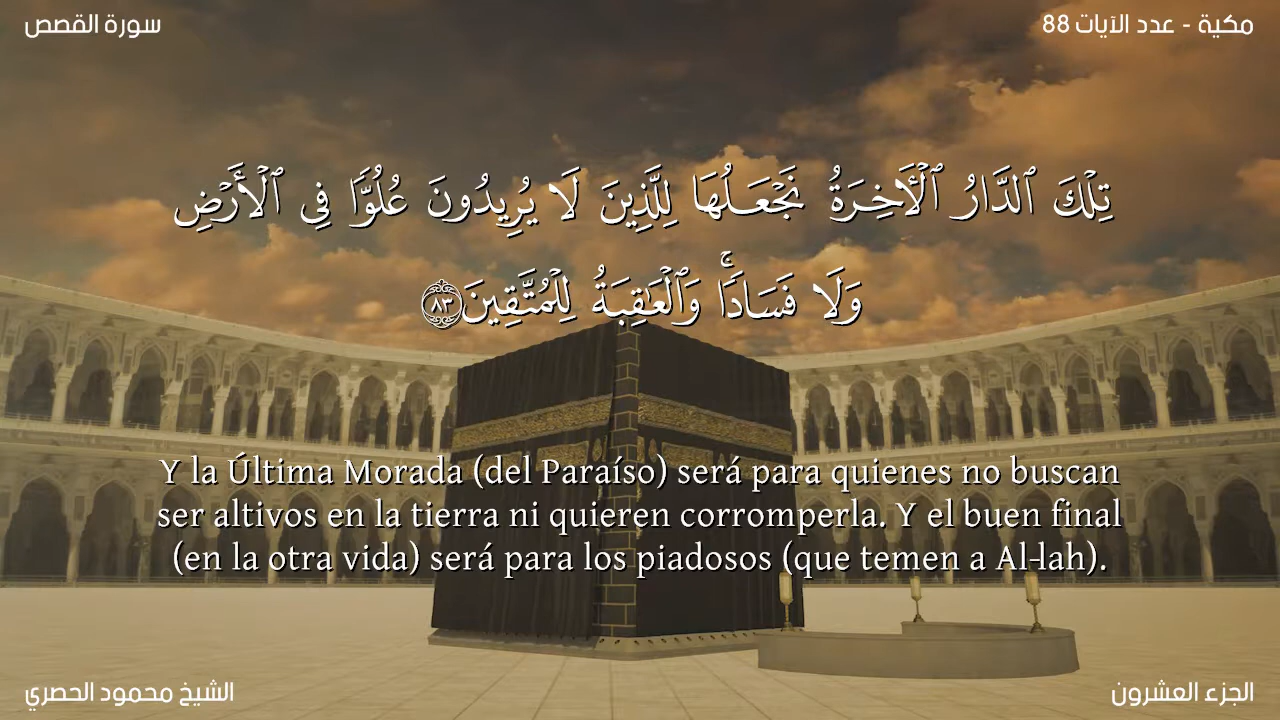 سورة القصص
مكية - عدد الآيات 88
تِلْكَ ٱلدَّارُ ٱلْأَخِرَةُ نَجْعَلُهَا لِلَّذِينَ لَا يُرِيدُونَ عُلُوًّا فِى ٱلْأَرْضِ
وَلَا فَسَادًا ۚ وَٱلْعَٰقِبَةُ لِلْمُتَّقِينَ ٨٣
Y la Última Morada (del Paraíso) será para quienes no buscan
ser altivos en la tierra ni quieren corromperla. Y el buen final
(en la otra vida) será para los piadosos (que temen a Al-lah).
الشيخ محمود الحصري
الجزء العشرون